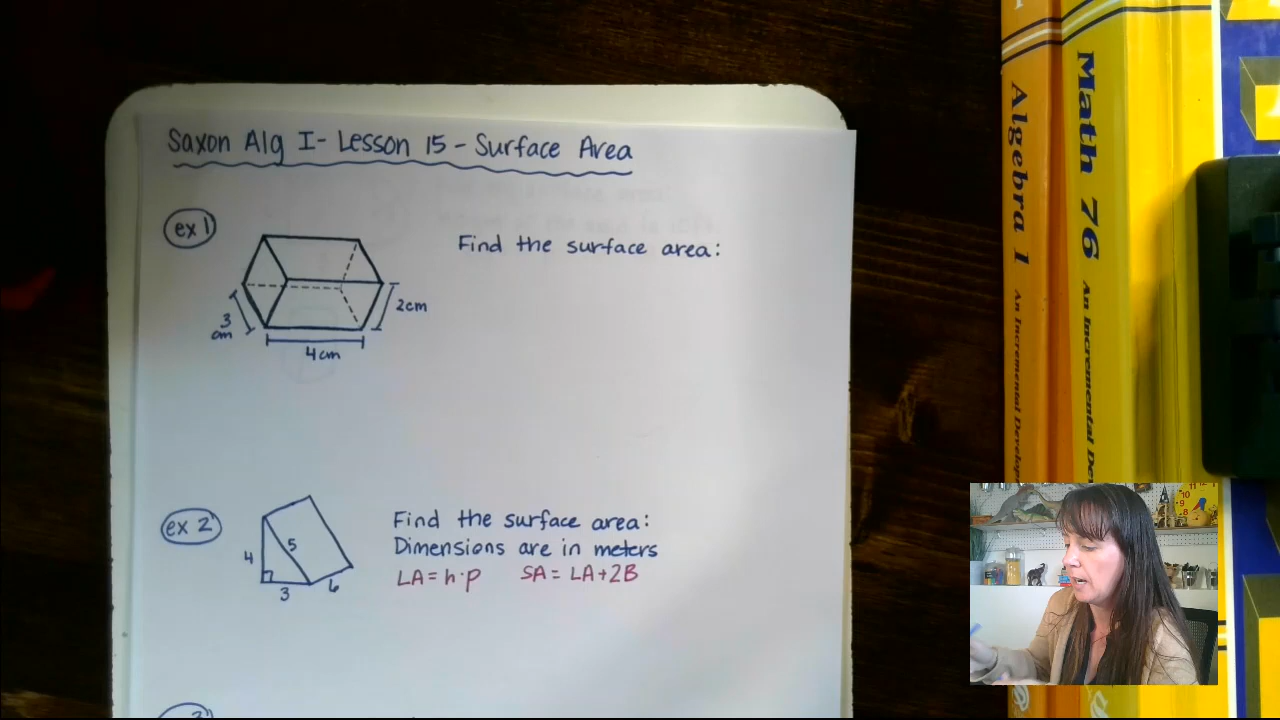 Saxon Alg I - Lesson 15 - Surface Area
ex 1
Find the surface area:
2cm
3
cm
4cm
ex 2
Find the surface area:
Dimensions are in meters
LA = h·p SA = LA+2B
4
5
3
6
Algebra 1 An Incremental
Math 76 An Incremental